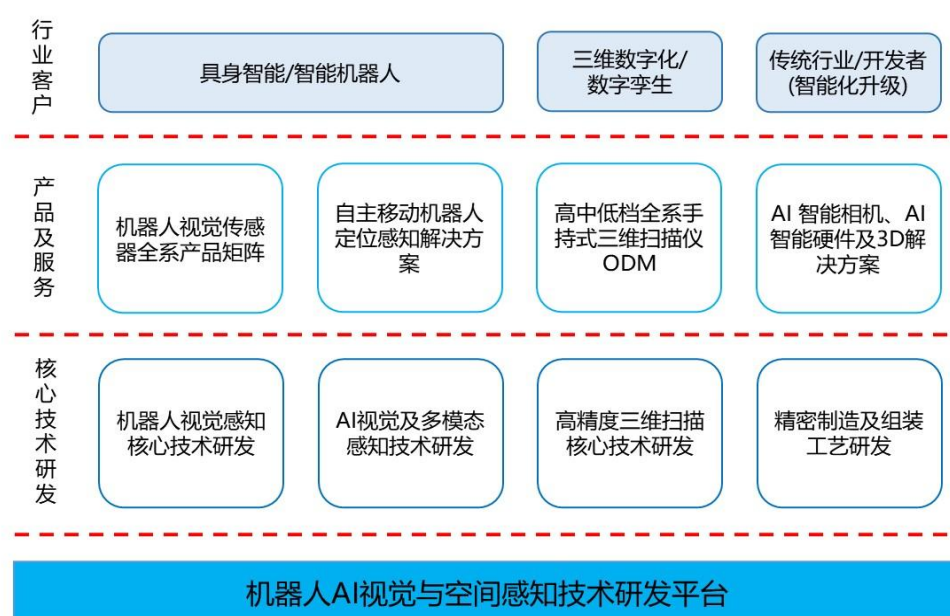 行业客户
具身智能/智能机器人
三维数字化/
数字孪生
传统行业/开发者
(智能化升级)
产品及服务
机器人视觉传感
器全系产品矩阵
自主移动机器人
定位感知解决方
案
高中低档全系手
持式三维扫描仪
ODM
AI 智能相机、AI
智能硬件及3D解
决方案
核心技术研发
机器人视觉感知
核心技术研发
AI视觉及多模态
感知技术研发
高精度三维扫描
核心技术研发
精密制造及组装
工艺研发
机器人AI视觉与空间感知技术研发平台